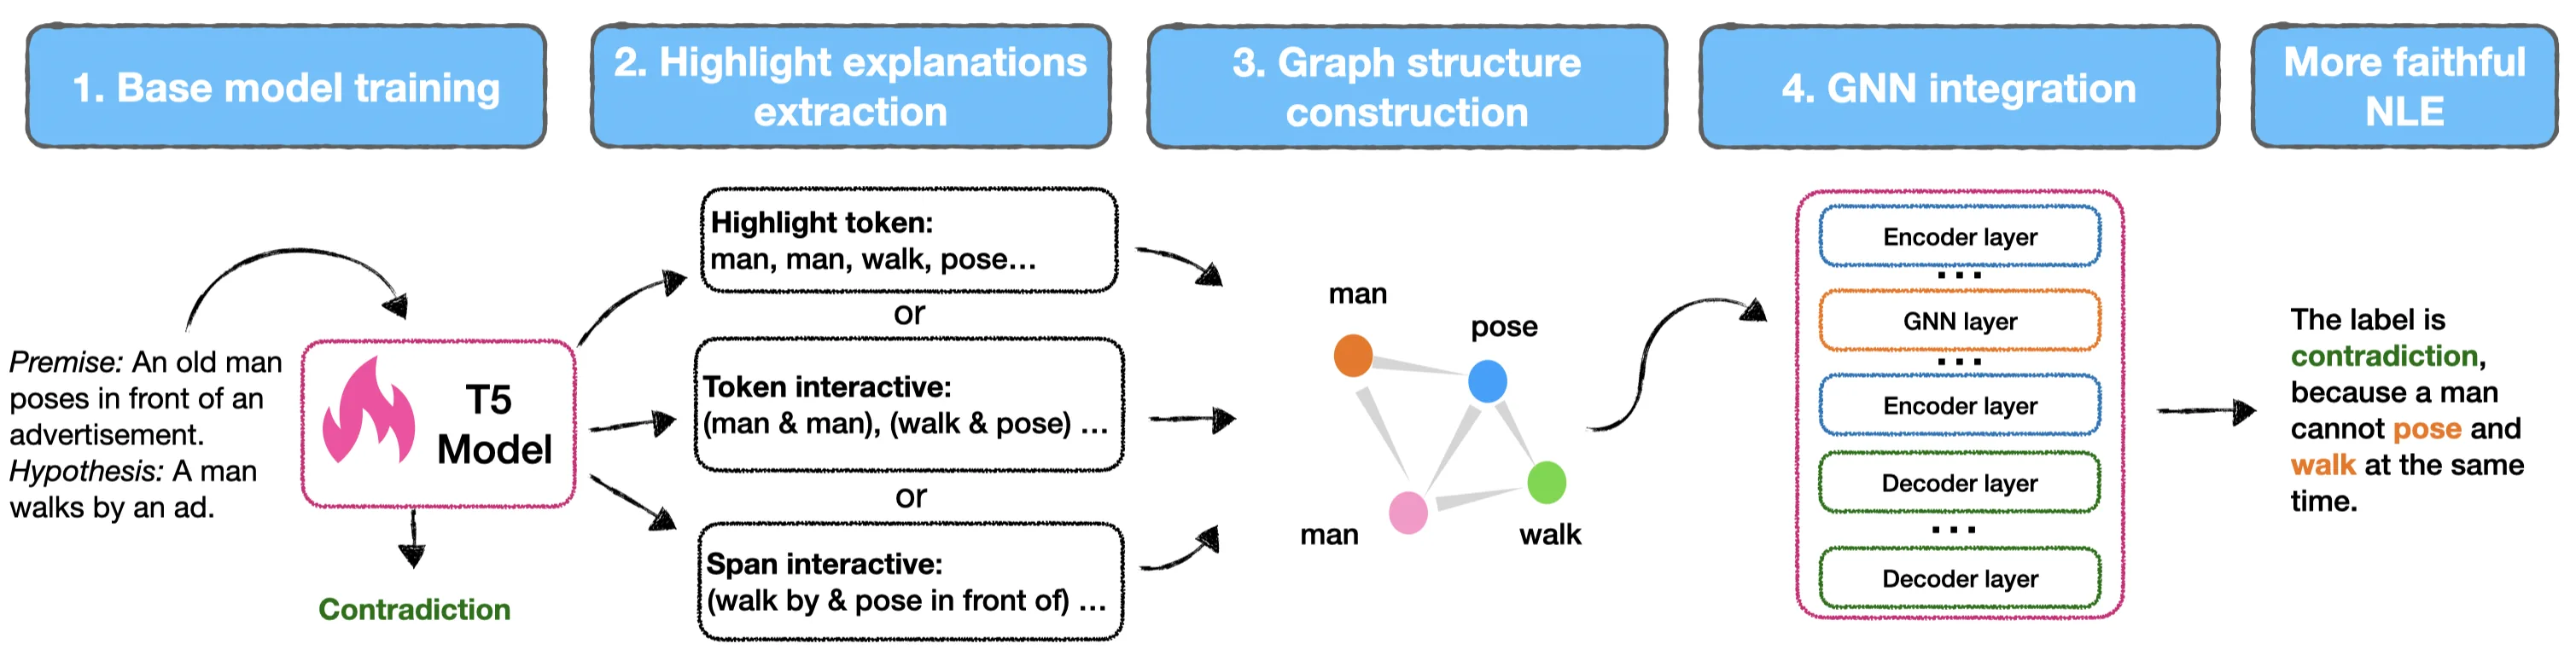 1. Base model training
2. Highlight explanations
extraction
3. Graph structure
construction
4. GNN integration
More faithful
NLE
Premise: An old man
poses in front of an
advertisement.
Hypothesis: A man
walks by an ad.
T5
Model
Contradiction
Highlight token:
man, man, walk, pose...
or
Token interactive:
(man & man), (walk & pose) ...
or
Span interactive:
(walk by & pose in front of) ...
man
pose
man
walk
Encoder layer
...
GNN layer
...
Encoder layer
Decoder layer
...
Decoder layer
The label is
contradiction,
because a man
cannot pose and
walk at the same
time.